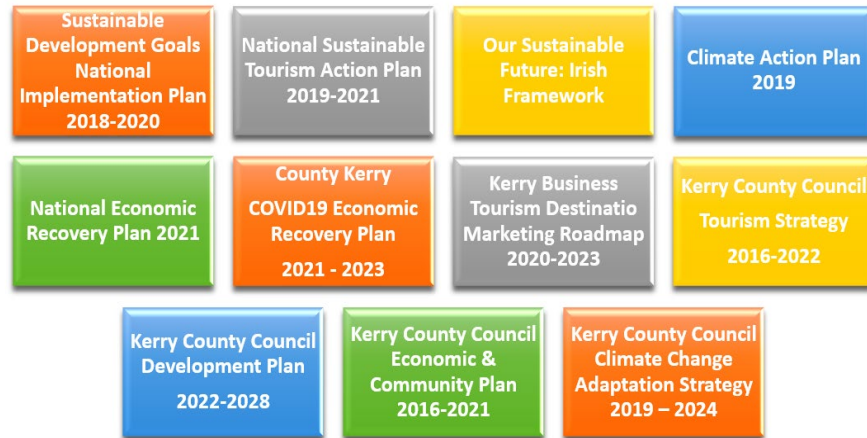 Sustainable
Development Goals
National
Implementation Plan
2018-2020
National Sustainable
Tourism Action Plan
2019-2021
Our Sustainable
Future: Irish
Framework
Climate Action Plan
2019
National Economic
Recovery Plan 2021
County Kerry
COVID19 Economic
Recovery Plan
2021 - 2023
Kerry Business
Tourism Destinatio
Marketing Roadmap
2020-2023
Kerry County Council
Tourism Strategy
2016-2022
Kerry County Council
Development Plan
2022-2028
Kerry County Council
Economic &
Community Plan
2016-2021
Kerry County Council
Climate Change
Adaptation Strategy
2019 – 2024